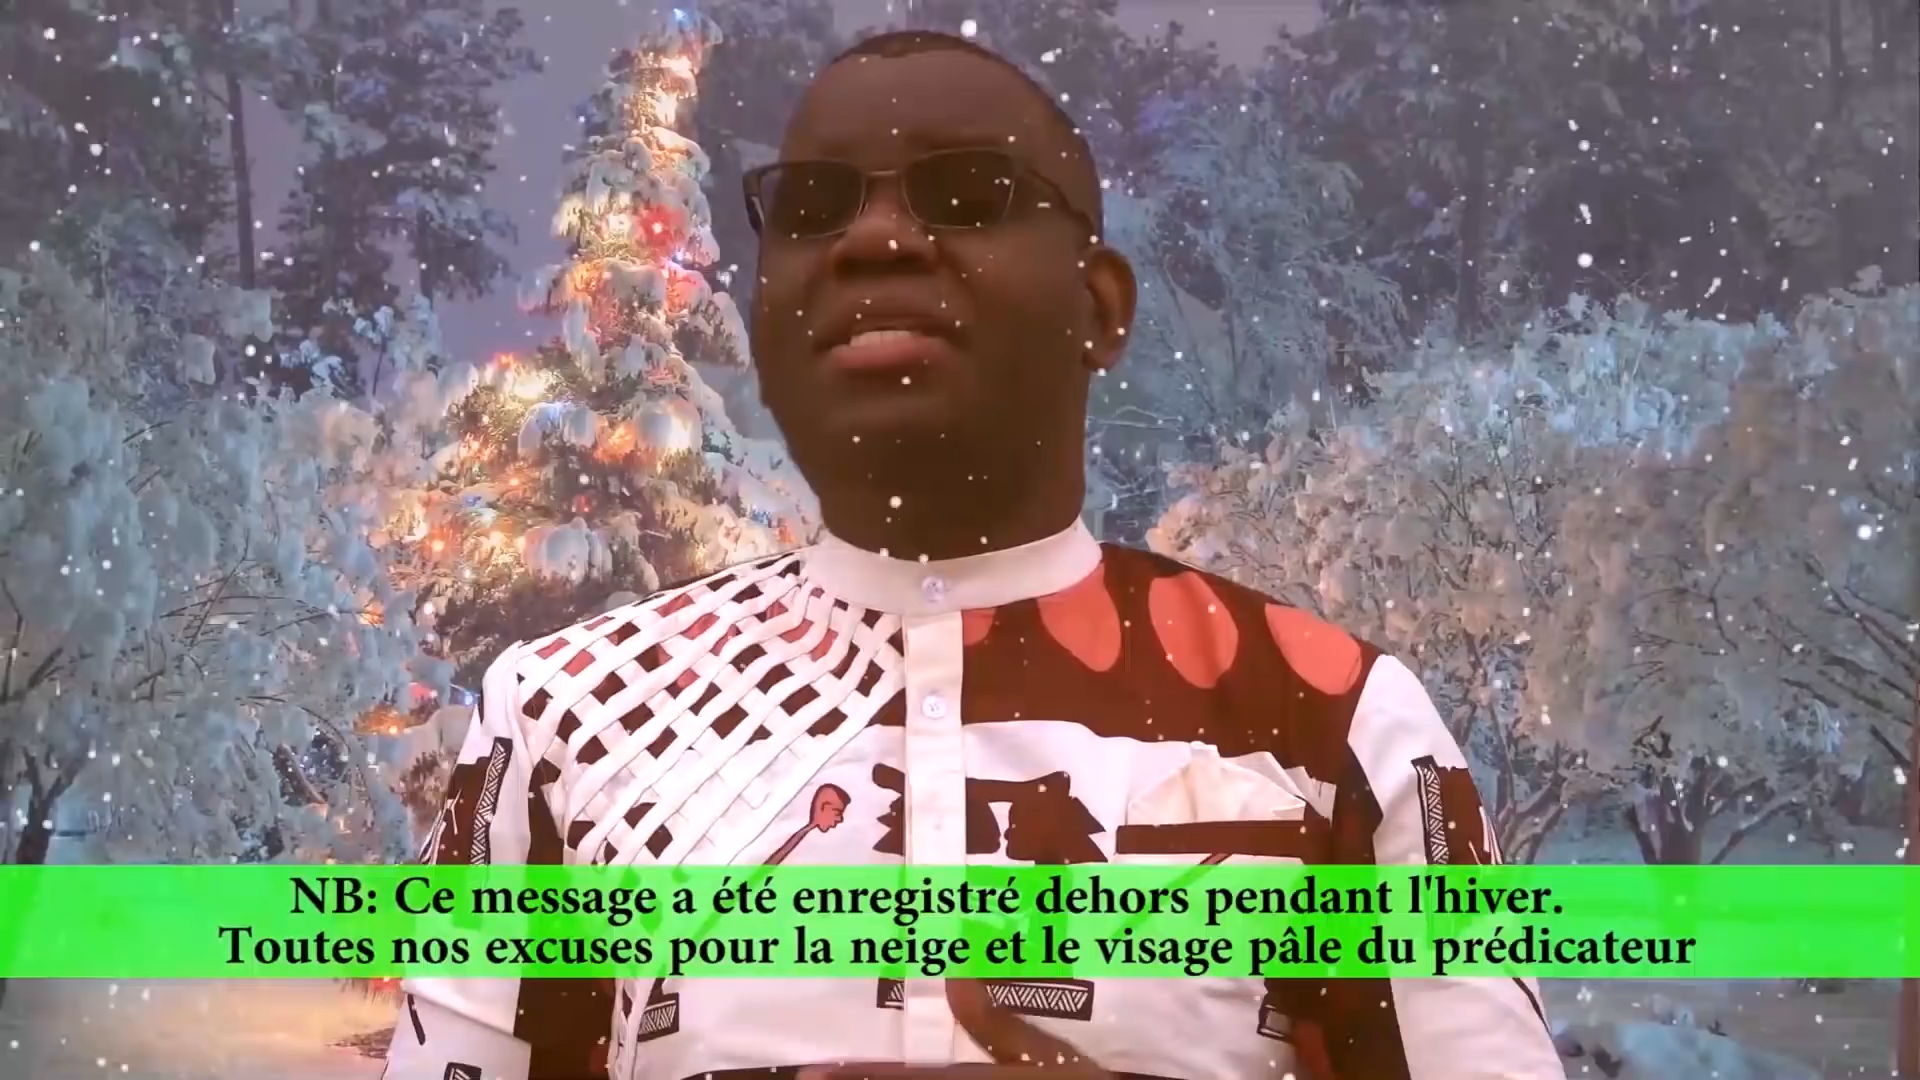 NB: Ce message a été enregistré dehors pendant l'hiver.
Toutes nos excuses pour la neige et le visage pâle du prédicateur